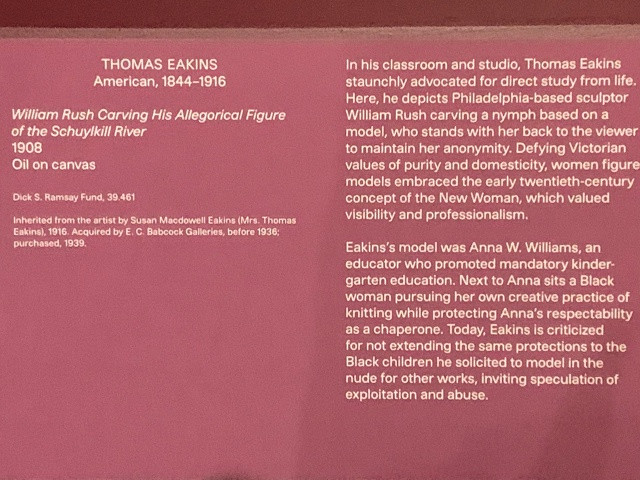 THOMAS EAKINS
American, 1844–1916
William Rush Carving His Allegorical Figure
of the Schuylkill River
1908
Oil on canvas
Dick S. Ramsay Fund, 39.461
Inherited from the artist by Susan Macdowell Eakins (Mrs. Thomas
Eakins), 1916. Acquired by E. C. Babcock Galleries, before 1936;
purchased, 1939.
In his classroom and studio, Thomas Eakins
staunchly advocated for direct study from life.
Here, he depicts Philadelphia-based sculptor
William Rush carving a nymph based on a
model, who stands with her back to the viewer
to maintain her anonymity. Defying Victorian
values of purity and domesticity, women figure
models embraced the early twentieth-century
concept of the New Woman, which valued
visibility and professionalism.
Eakins's model was Anna W. Williams, an
educator who promoted mandatory kinder-
garten education. Next to Anna sits a Black
woman pursuing her own creative practice of
knitting while protecting Anna's respectability
as a chaperone. Today, Eakins is criticized
for not extending the same protections to the
Black children he solicited to model in the
nude for other works, inviting speculation of
exploitation and abuse.